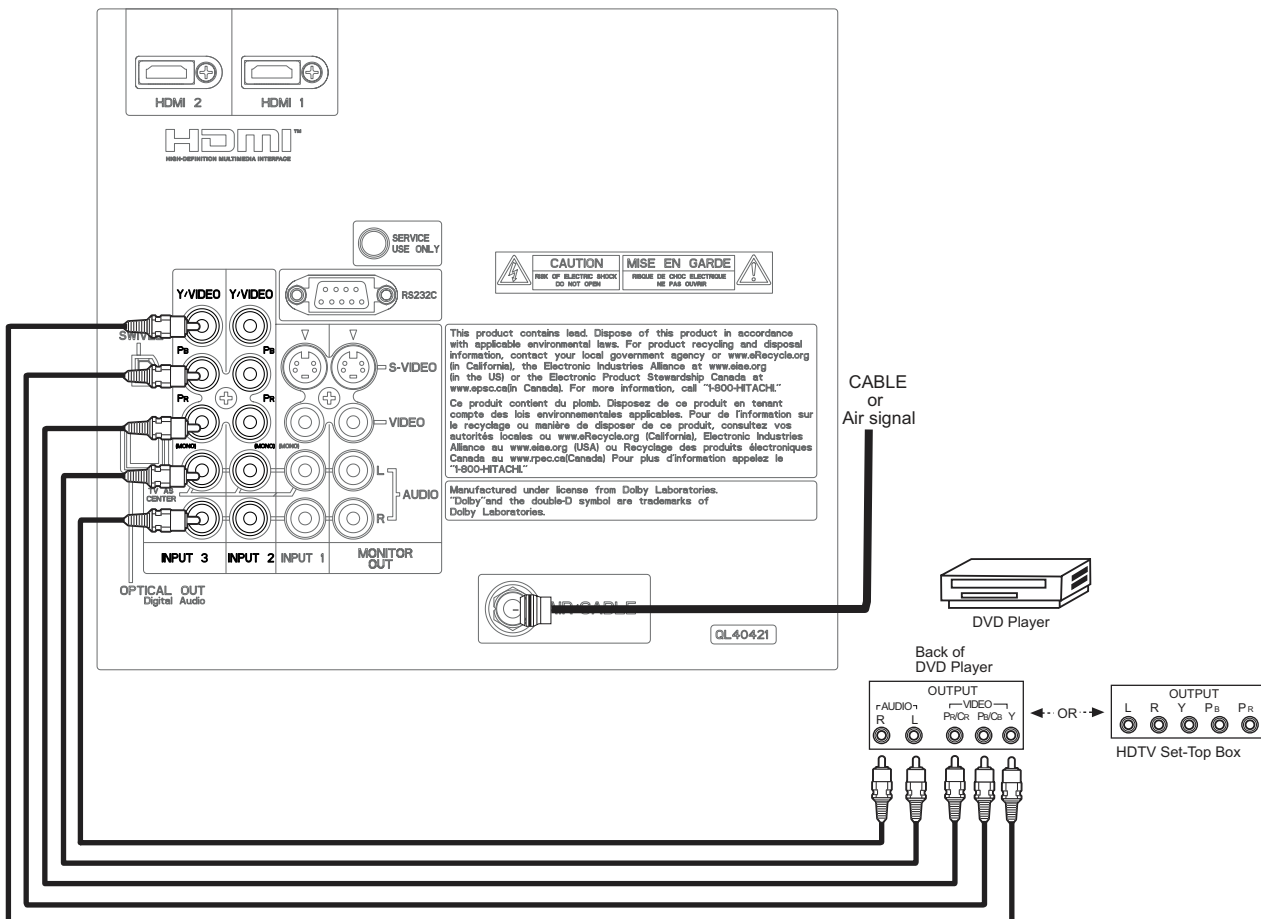 HDMI 2 HDMI 1
HDMI™
HIGH-DEFINITION MULTIMEDIA INTERFACE
SERVICE
USE ONLY
CAUTION
RISK OF ELECTRIC SHOCK
DO NOT OPEN
MISE EN GARDE
RISQUE DE CHOC ELECTRIQUE
NE PAS OUVRIR
Y/VIDEO Y/VIDEO
RS232C
SWIVEL
PB PB
S-VIDEO
PR PR
VIDEO
(MONO) (MONO) (MONO)
L
TV AS
CENTER
AUDIO
R
INPUT 3 INPUT 2 INPUT 1 MONITOR
OUT
OPTICAL OUT
Digital Audio
This product contains lead. Dispose of this product in accordance
with applicable environmental laws. For product recycling and disposal
information, contact your local government agency or www.eRecycle.org
(in California), the Electronic Industries Alliance at www.eiae.org
(in the US) or the Electronic Product Stewardship Canada at
www.epsc.ca(in Canada). For more information, call "1-800-HITACHI."
Ce produit contient du plomb. Disposez de ce produit en tenant
compte des lois environnementales applicables. Pour de l'information sur
le recyclage ou manière de disposer de ce produit, consultez vos
autorités locales ou www.eRecycle.org (California), Electronic Industries
Alliance au www.eiae.org (USA) ou Recyclage des produits électroniques
Canada au www.rpec.ca(Canada) Pour plus d'information appelez le
"1-800-HITACHI."
Manufactured under license from Dolby Laboratories.
"Dolby"and the double-D symbol are trademarks of
Dolby Laboratories.
CABLE
or
Air signal
AIR/CABLE
QL40421
DVD Player
Back of
DVD Player
OUTPUT
AUDIO VIDEO
R L PR/CR PB/CB Y
OR
OUTPUT
L R Y PB PR
HDTV Set-Top Box